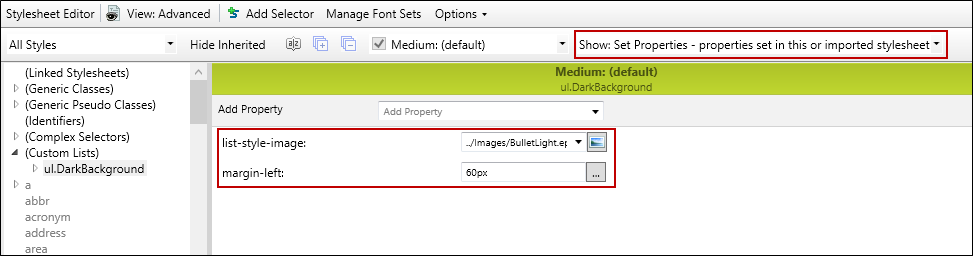 Stylesheet Editor View: Advanced Add Selector Manage Font Sets Options
All Styles Hide Inherited Medium: (default) Show: Set Properties - properties set in this or imported stylesheet
(Linked Stylesheets)
(Generic Classes)
(Generic Pseudo Classes)
(Identifiers)
(Complex Selectors)
(Custom Lists)
ul.DarkBackground
a
abbr
acronym
address
area
Medium: (default)
ul.DarkBackground
Add Property Add Property
list-style-image: ../Images/BulletLight.ep
margin-left: 60px ...